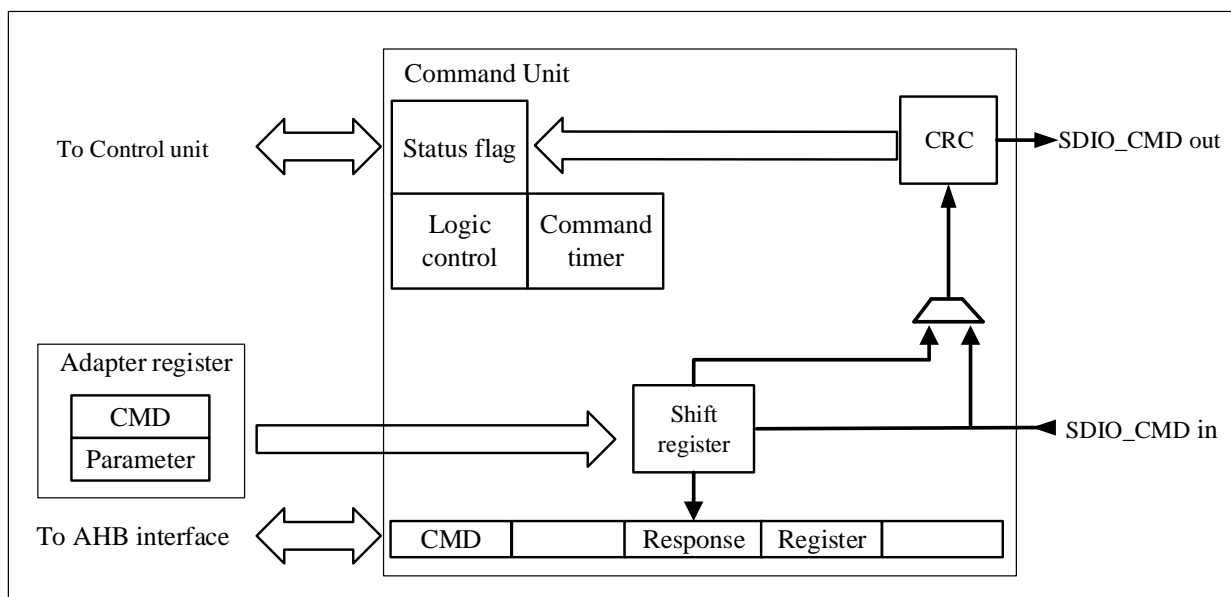 Command Unit
To Control unit
Status flag
CRC
SDIO_CMD out
Logic
control
Command
timer
Adapter register
CMD
Parameter
Shift
register
SDIO_CMD in
To AHB interface
CMD
Response
Register